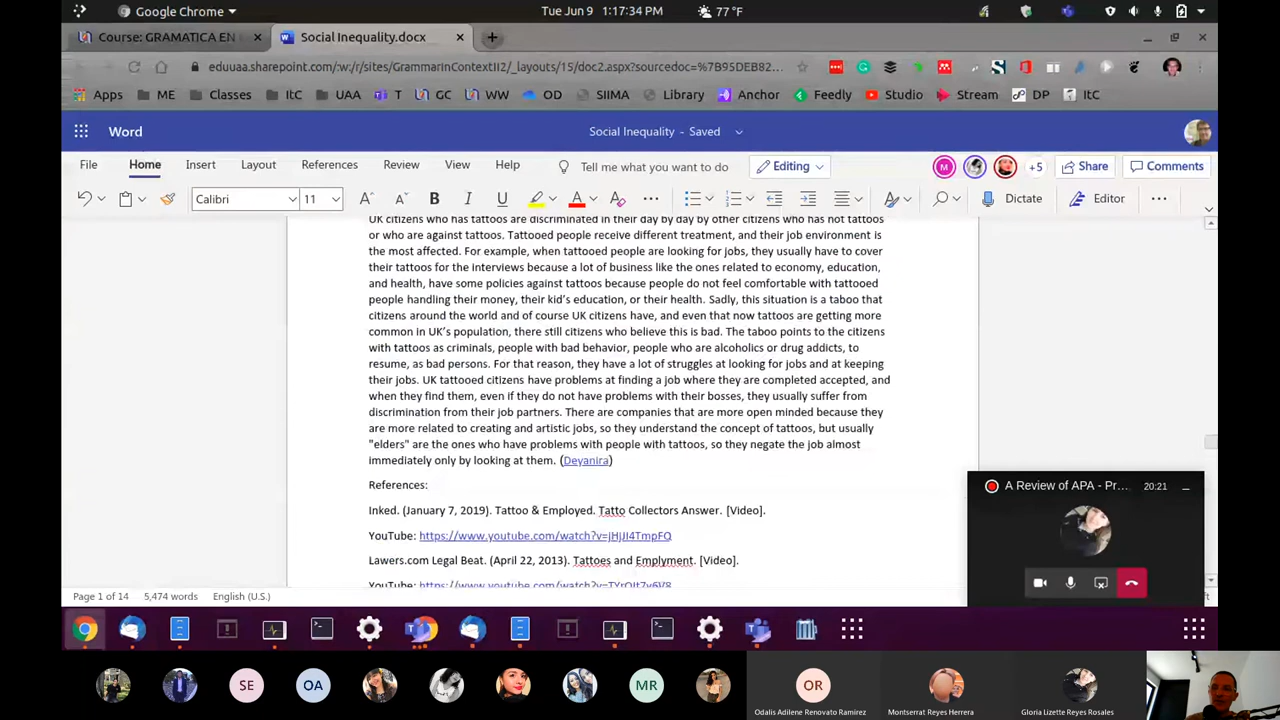 Google Chrome
Tue Jun 9 1:17:34 PM
77 °F
Course: GRAMATICA EN
Social Inequality.docx
eduuaa.sharepoint.com/:w:/r/sites/GrammarinContextJI2/_layouts/15/doc2.aspx?sourcedoc=%7B95DEB82...
Apps ME Classes ItC UAA T GC WW OD SIIMA Library Anchor Feedly Studio Stream DP ItC
Word
Social Inequality - Saved
File Home Insert Layout References Review View Help Tell me what you want to do Editing M +5 Share Comments
Calibri 11 B I U A Dictate Editor
UK citizens who has tattoos are discriminated in their day by day by other citizens who has not tattoos
or who are against tattoos. Tattooed people receive different treatment, and their job environment is
the most affected. For example, when tattooed people are looking for jobs, they usually have to cover
their tattoos for the interviews because a lot of business like the ones related to economy, education,
and health, have some policies against tattoos because people do not feel comfortable with tattooed
people handling their money, their kid's education, or their health. Sadly, this situation is a taboo that
citizens around the world and of course UK citizens have, and even that now tattoos are getting more
common in UK's population, there still citizens who believe this is bad. The taboo points to the citizens
with tattoos as criminals, people with bad behavior, people who are alcoholics or drug addicts, to
resume, as bad persons. For that reason, they have a lot of struggles at looking for jobs and at keeping
their jobs. UK tattooed citizens have problems at finding a job where they are completed accepted, and
when they find them, even if they do not have problems with their bosses, they usually suffer from
discrimination from their job partners. There are companies that are more open minded because they
are more related to creating and artistic jobs, so they understand the concept of tattoos, but usually
"elders" are the ones who have problems with people with tattoos, so they negate the job almost
immediately only by looking at them. (Deyanira)
References:
Inked. (January 7, 2019). Tattoo & Employed. Tatto Collectors Answer. [Video].
YouTube: https://www.youtube.com/watch?v=jHjJI4TmpFQ
Lawers.com Legal Beat. (April 22, 2013). Tattoes and Emplyment. [Video].
YouTube: https://www.youtube.com/watch?v=TYrQJt7v6V8
A Review of APA - Pr... 20:21
Page 1 of 14 5,474 words English (U.S.)
SE OA MR OR
Odalis Adilene Renovato Ramirez
Montserrat Reyes Herrera
Gloria Lizette Reyes Rosales